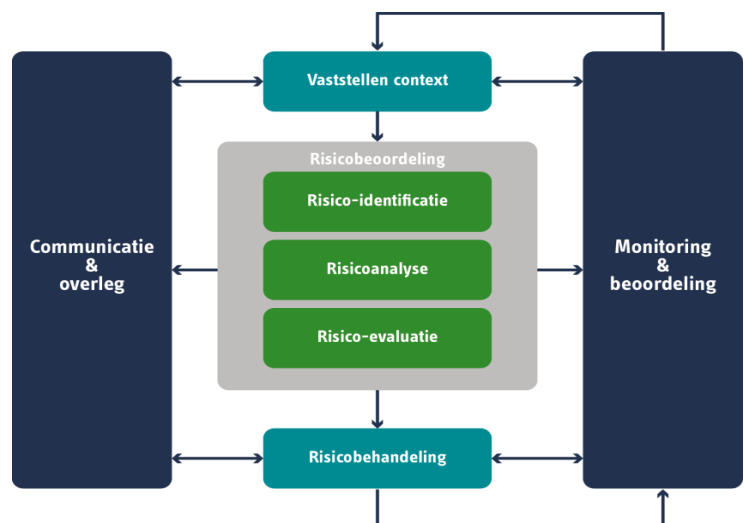 Vaststellen context
Risicobeoordeling
Risico-identificatie
Communicatie
&
overleg
Risicoanalyse
Monitoring
&
beoordeling
Risico-evaluatie
Risicobehandeling